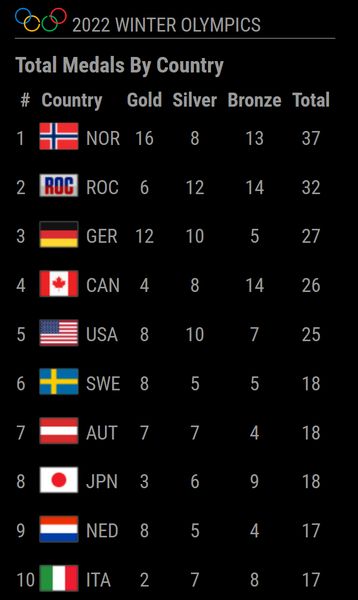 2022 WINTER OLYMPICS
Total Medals By Country
# Country Gold Silver Bronze Total
1 NOR 16 8 13 37
2 ROC ROC 6 12 14 32
3 GER 12 10 5 27
4 CAN 4 8 14 26
5 USA 8 10 7 25
6 SWE 8 5 5 18
7 AUT 7 7 4 18
8 JPN 3 6 9 18
9 NED 8 5 4 17
10 ITA 2 7 8 17